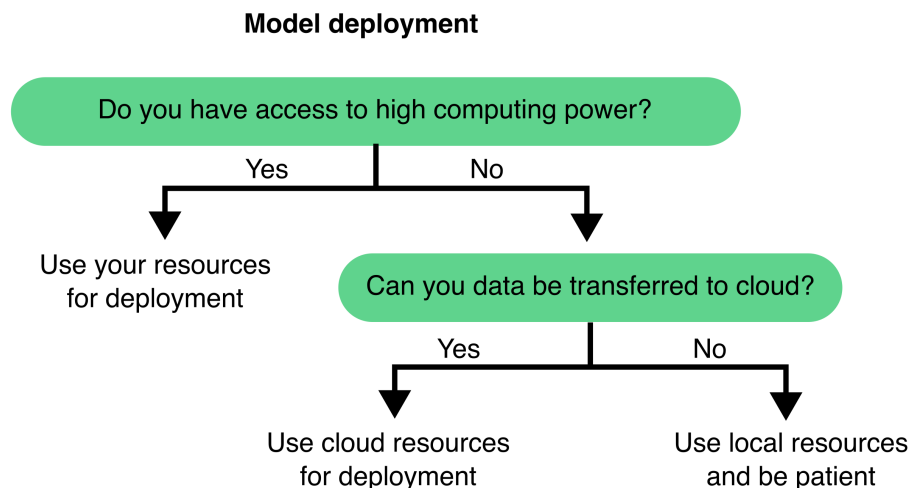 Model deployment
Do you have access to high computing power?
Yes
No
Use your resources
for deployment
Can you data be transferred to cloud?
Yes
No
Use cloud resources
for deployment
Use local resources
and be patient